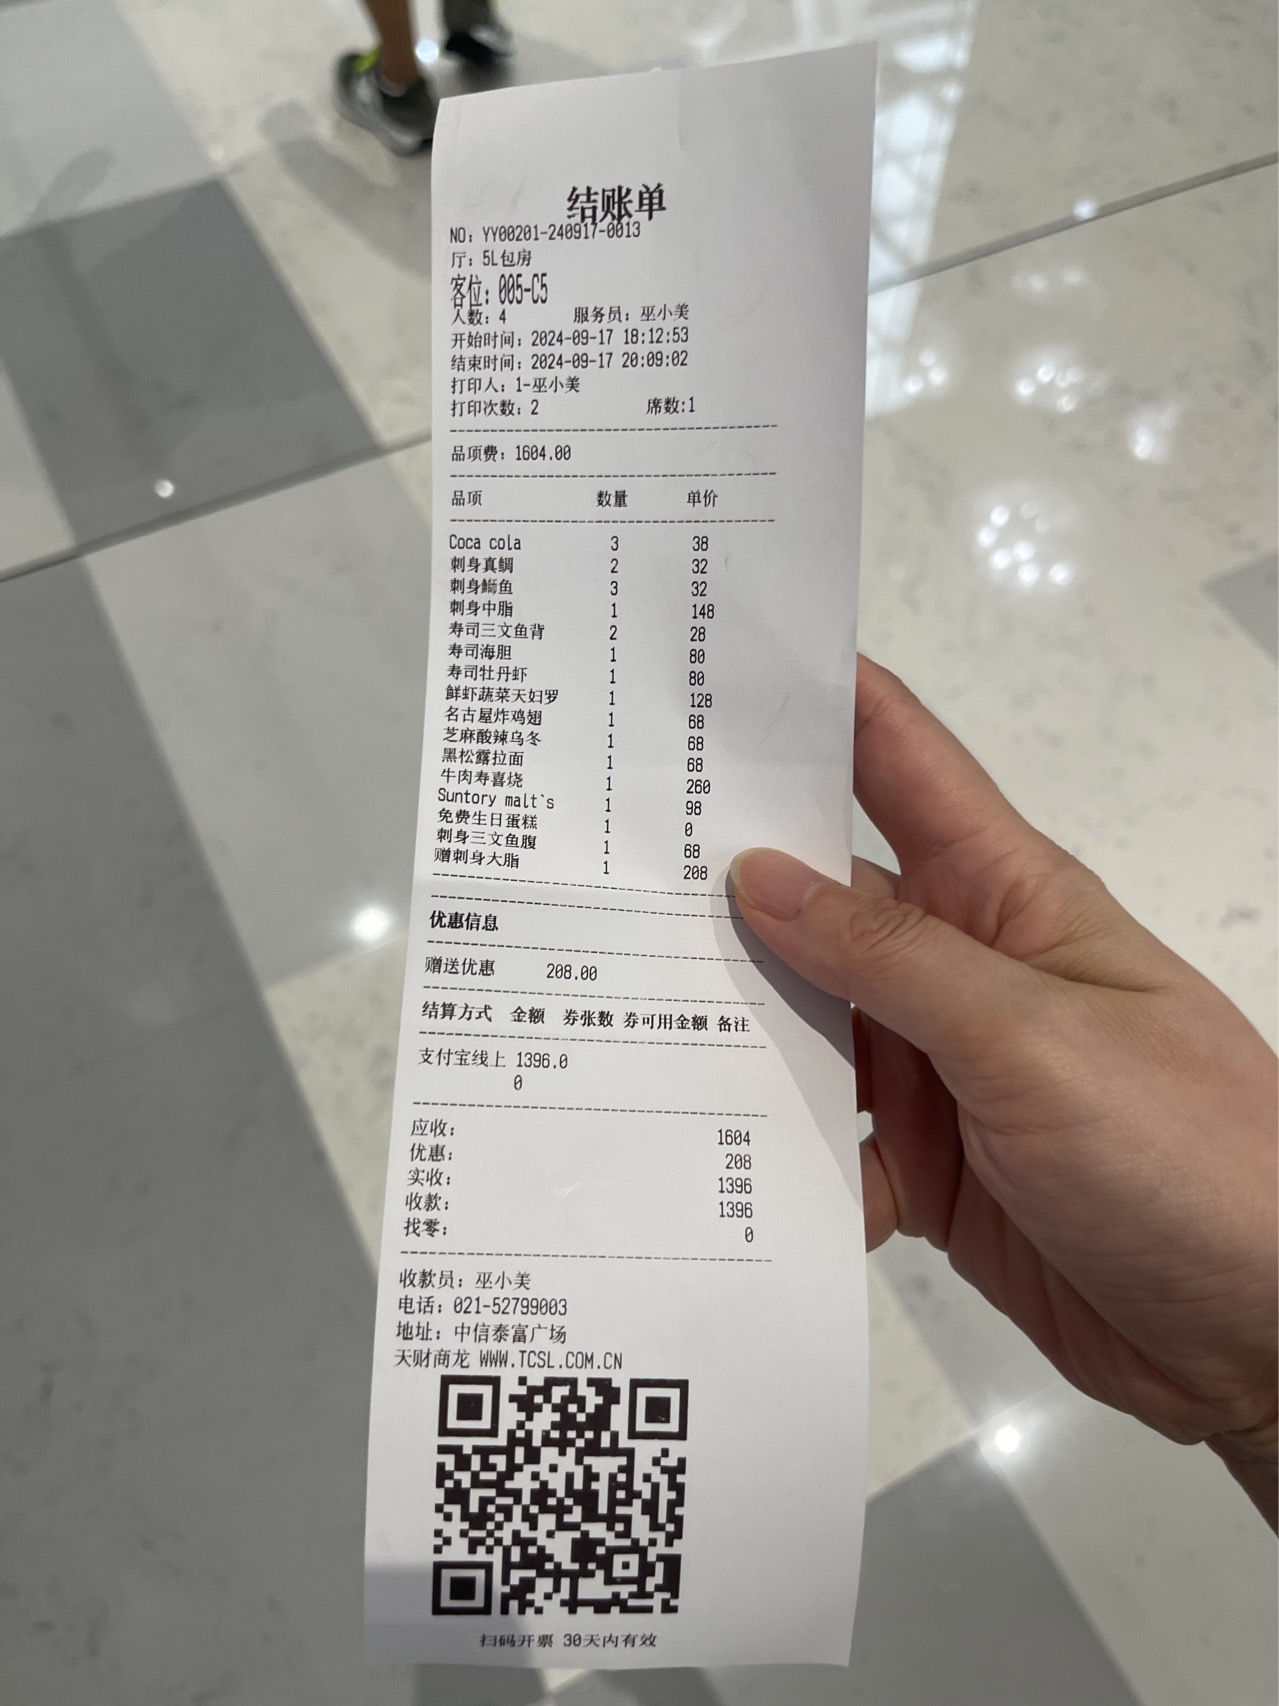 结账单
NO: YY00201-240917-0013
厅: 5L包房
客位: 005-C5
人数: 4 服务员: 巫小美
开始时间: 2024-09-17 18:12:53
结束时间: 2024-09-17 20:09:02
打印人: 1-巫小美
打印次数: 2 席数:1
品项费: 1604.00
品项 数量 单价
Coca cola 3 38
刺身真鲷 2 32
刺身鰤鱼 3 32
刺身中脂 1 148
寿司三文鱼背 2 28
寿司海胆 1 80
寿司牡丹虾 1 80
鲜虾蔬菜天妇罗 1 128
名古屋炸鸡翅 1 68
芝麻酸辣乌冬 1 68
黑松露拉面 1 68
牛肉寿喜烧 1 260
Suntory malt`s 1 98
免费生日蛋糕 1 0
刺身三文鱼腹 1 68
赠刺身大脂 1 208
优惠信息
赠送优惠 208.00
结算方式 金额 券张数 券可用金额 备注
支付宝线上 1396.0
0
应收: 1604
优惠: 208
实收: 1396
收款: 1396
找零: 0
收款员: 巫小美
电话: 021-52799003
地址: 中信泰富广场
天财商龙 WWW.TCSL.COM.CN
扫码开票 30天内有效